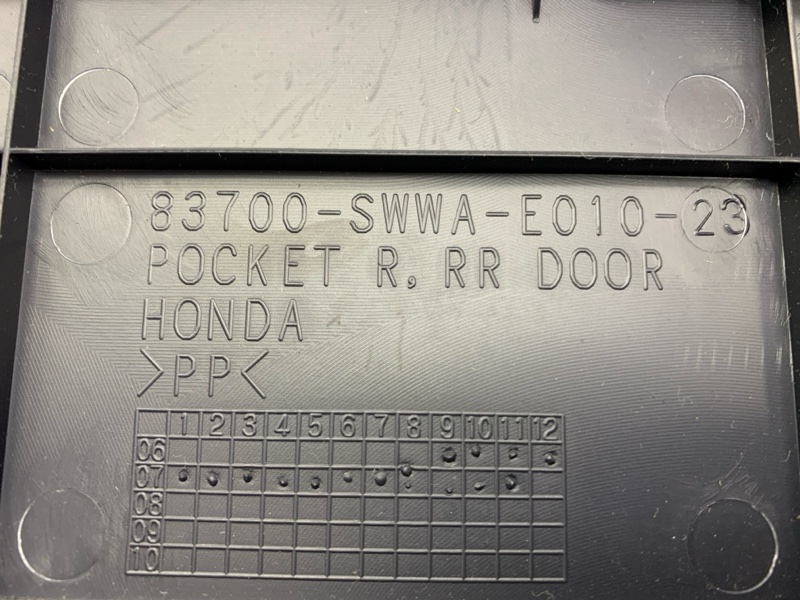 83700-SWWA-E010-23
POCKET R, RR DOOR
HONDA
>PP<
1 2 3 4 5 6 7 8 9 10 11 12
06
07
08
09
10